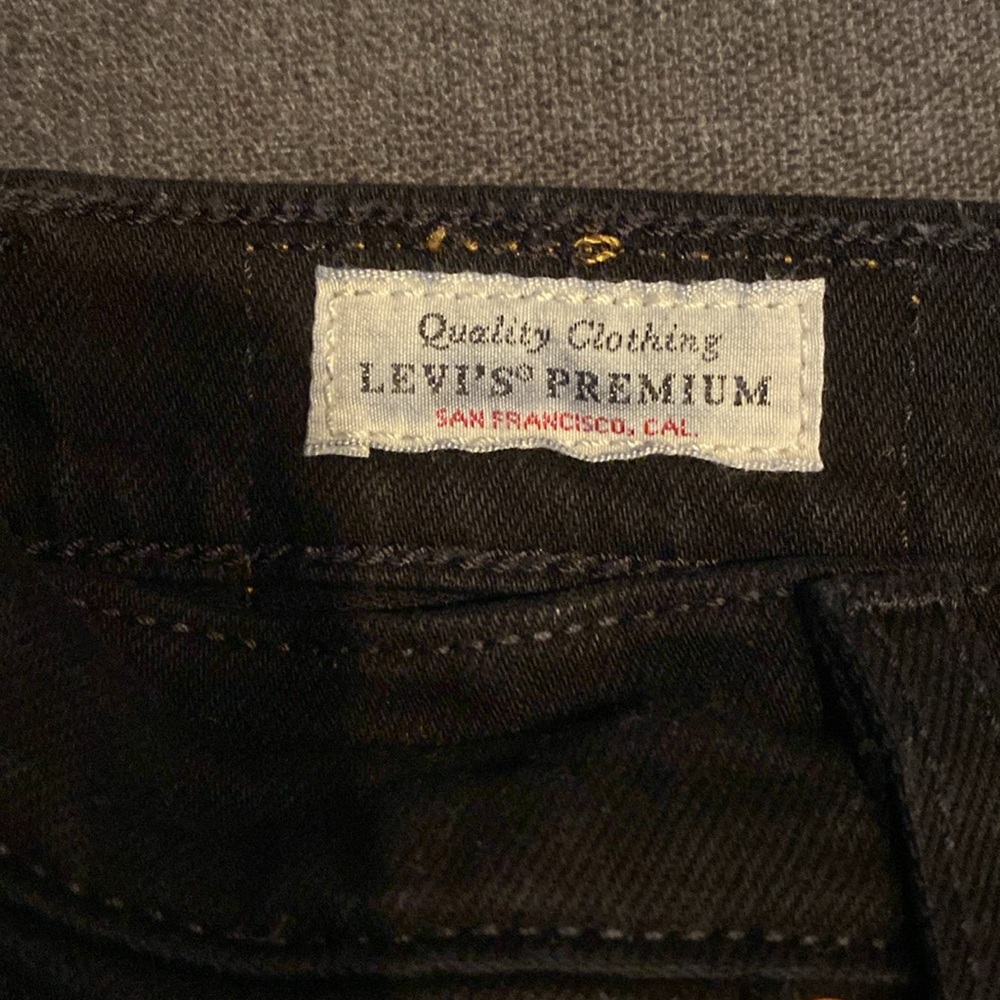 Quality Clothing
LEVI'S® PREMIUM
SAN FRANCISCO, CAL.